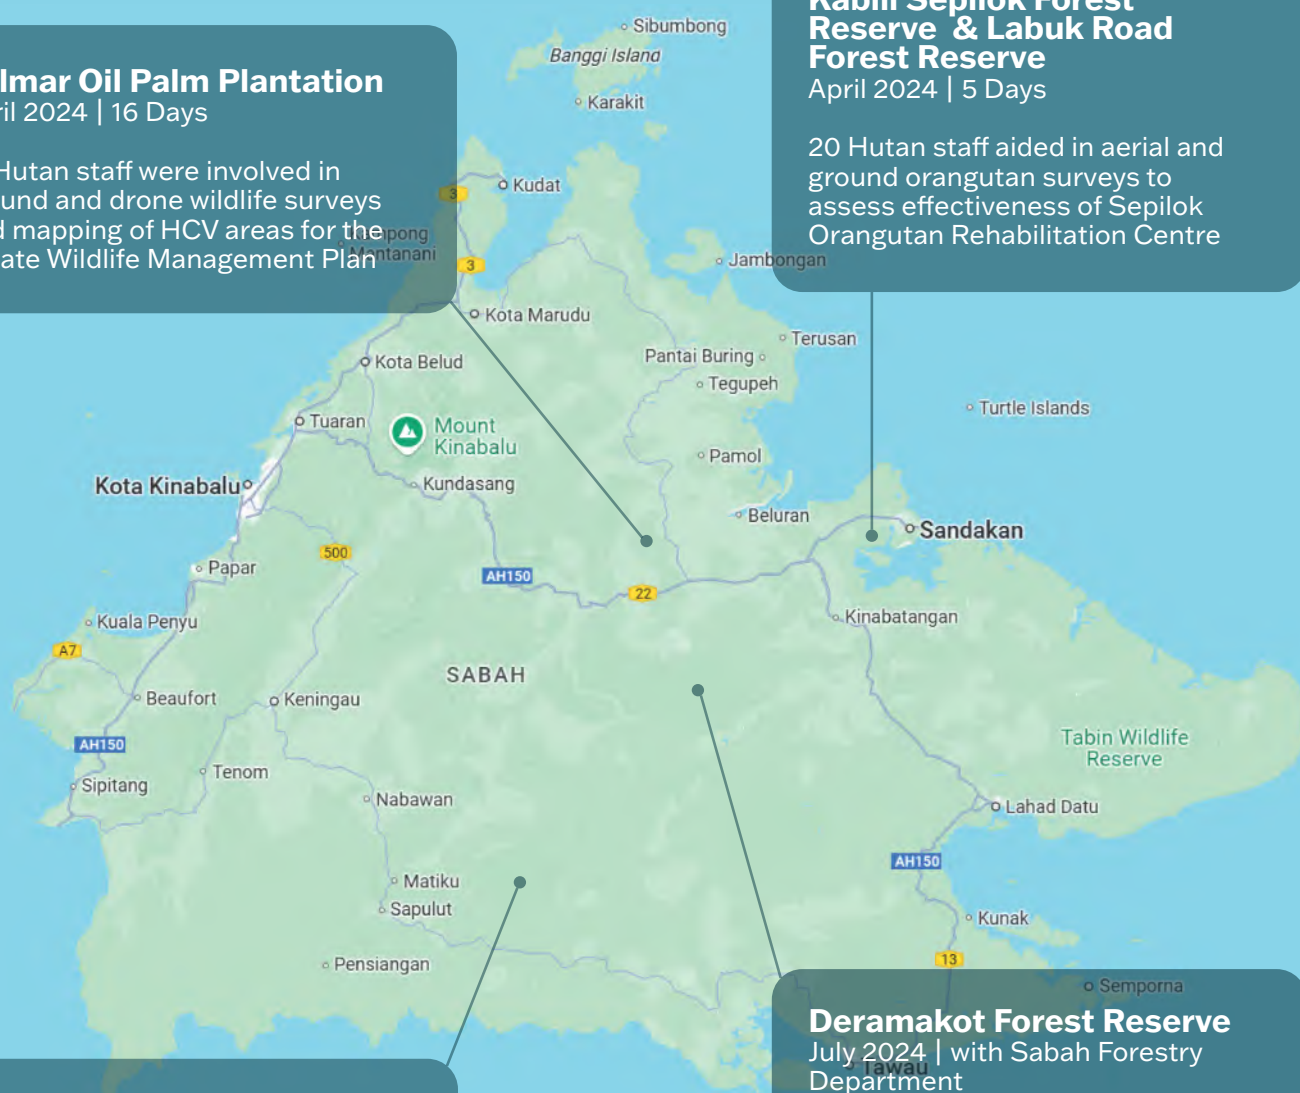 lmar Oil Palm Plantation
ril 2024 | 16 Days
Hutan staff were involved in
und and drone wildlife surveys
d mapping of HCV areas for the
ate Wildlife Management Plan
Reserve & Labuk Road
Forest Reserve
April 2024 | 5 Days
20 Hutan staff aided in aerial and
ground orangutan surveys to
assess effectiveness of Sepilok
Orangutan Rehabilitation Centre
Kabili Sepilok Forest
Sibumbong
Banggi Island
Karakit
3
Kudat
Mantanani
3
Jambongan
Kota Marudu
Terusan
Pantai Buring
Kota Belud
Tegupeh
Turtle Islands
Tuaran
Mount
Kinabalu
Pamol
Kota Kinabalu
Kundasang
Beluran
Sandakan
500
Papar
AH150
22
Kuala Penyu
Kinabatangan
A7
SABAH
Beaufort
Keningau
Tabin Wildlife
Reserve
AH150
Tenom
Sipitang
Nabawan
Lahad Datu
AH150
Matiku
Sapulut
Kunak
Pensiangan
13
Semporna
Deramakot Forest Reserve
July 2024 | with Sabah Forestry
Department
Tawau